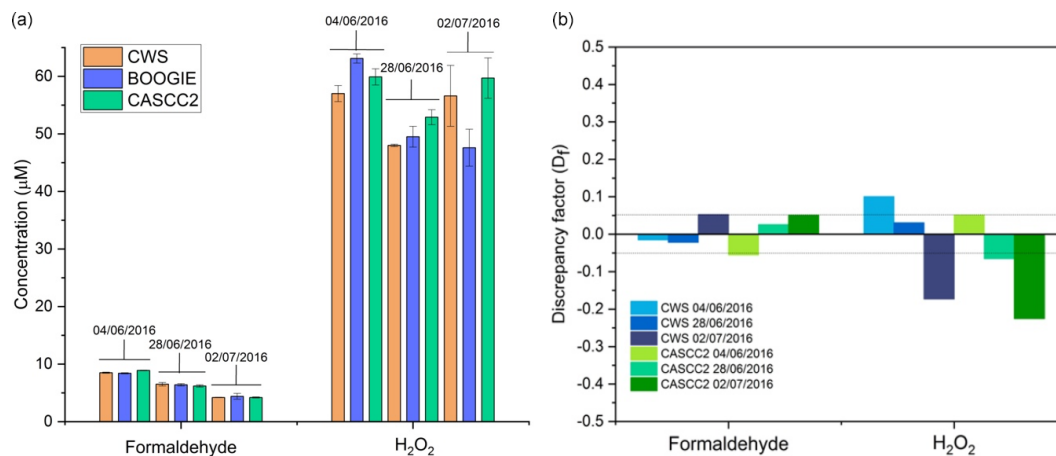 (a)
CWS
BOOGIE
CASCC2
04/06/2016
28/06/2016
02/07/2016
04/06/2016
28/06/2016
02/07/2016
Concentration (μM)
60
50
40
30
20
10
0
Formaldehyde
H₂O₂
(b)
Discrepancy factor (D_f)
0.5
0.4
0.3
0.2
0.1
0.0
-0.1
-0.2
-0.3
-0.4
-0.5
CWS 04/06/2016
CWS 28/06/2016
CWS 02/07/2016
CASCC2 04/06/2016
CASCC2 28/06/2016
CASCC2 02/07/2016
Formaldehyde
H₂O₂